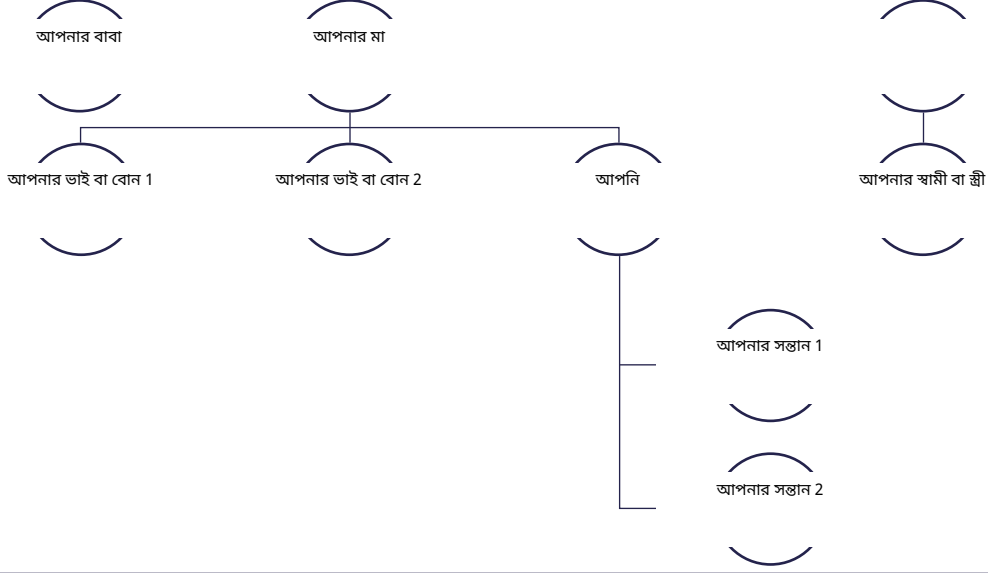 আপনার বাবা
আপনার মা
আপনার ভাই বা বোন 1
আপনার ভাই বা বোন 2
আপনি
আপনার স্বামী বা স্ত্রী
আপনার সন্তান 1
আপনার সন্তান 2